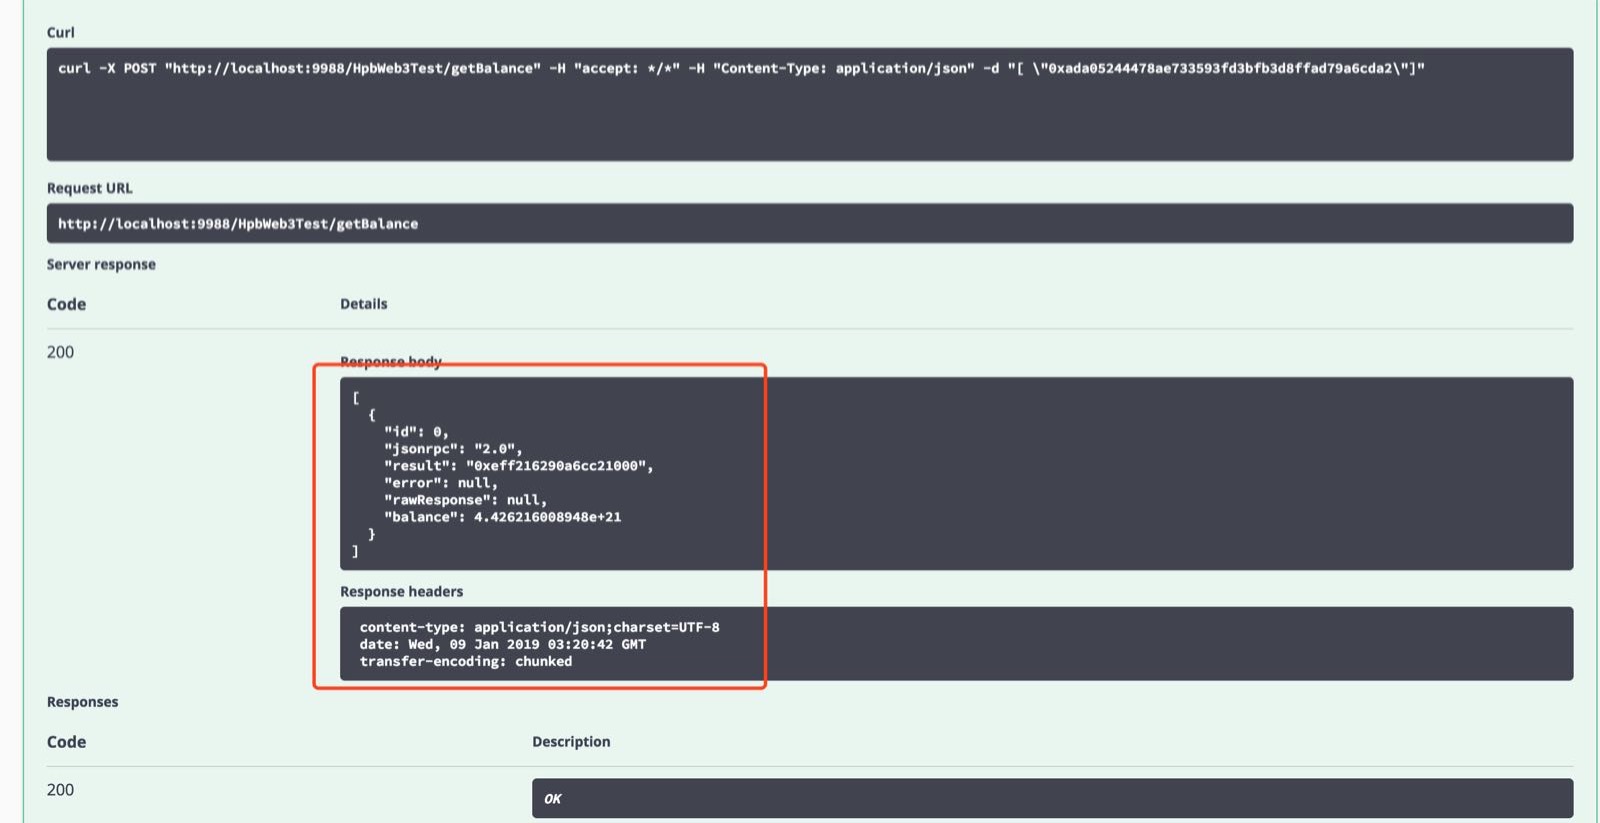 Curl
curl -X POST "http://localhost:9988/HpbWeb3Test/getBalance" -H "accept: */*" -H "Content-Type: application/json" -d "[ \"0xada05244478ae733593fd3bfb3d8ffad79a6cda2\"]"
Request URL
http://localhost:9988/HpbWeb3Test/getBalance
Server response
Code Details
200
Response body
[
{
"id": 0,
"jsonrpc": "2.0",
"result": "0xeff216290a6cc21000",
"error": null,
"rawResponse": null,
"balance": 4.426216008948e+21
}
]
Response headers
content-type: application/json;charset=UTF-8
date: Wed, 09 Jan 2019 03:20:42 GMT
transfer-encoding: chunked
Responses
Code Description
200
OK